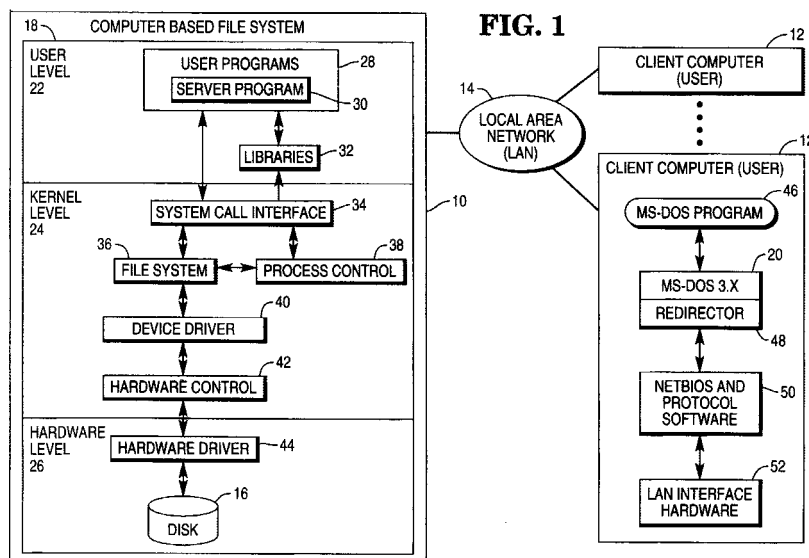 FIG. 1
18
COMPUTER BASED FILE SYSTEM
USER
LEVEL
22
USER PROGRAMS
28
SERVER PROGRAM
30
LIBRARIES
32
KERNEL
LEVEL
24
SYSTEM CALL INTERFACE
34
10
36
FILE SYSTEM
38
PROCESS CONTROL
40
DEVICE DRIVER
42
HARDWARE CONTROL
HARDWARE
LEVEL
26
HARDWARE DRIVER
44
16
DISK
14
LOCAL AREA
NETWORK
(LAN)
12
CLIENT COMPUTER
(USER)
12
CLIENT COMPUTER (USER)
46
MS-DOS PROGRAM
20
MS-DOS 3.X
REDIRECTOR
48
NETBIOS AND
PROTOCOL
SOFTWARE
50
52
LAN INTERFACE
HARDWARE